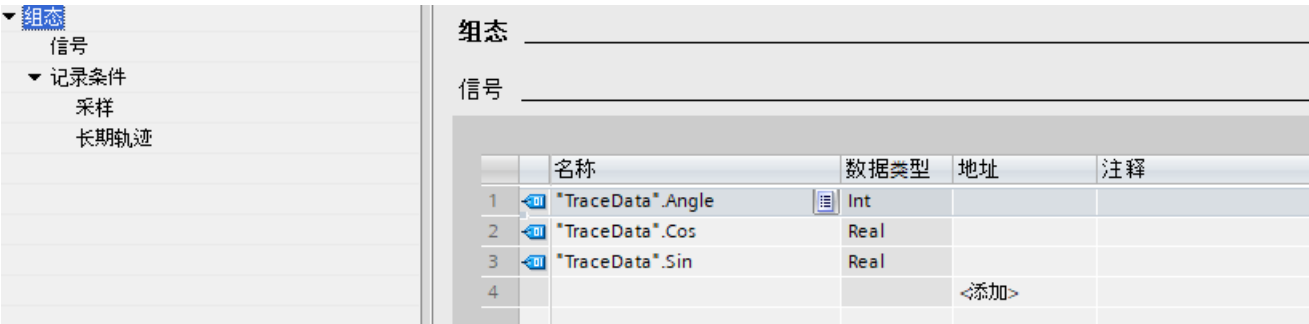 组态
信号
记录条件
采样
长期轨迹
组态
信号
名称 数据类型 地址 注释
1 "TraceData".Angle Int
2 "TraceData".Cos Real
3 "TraceData".Sin Real
4 <添加>